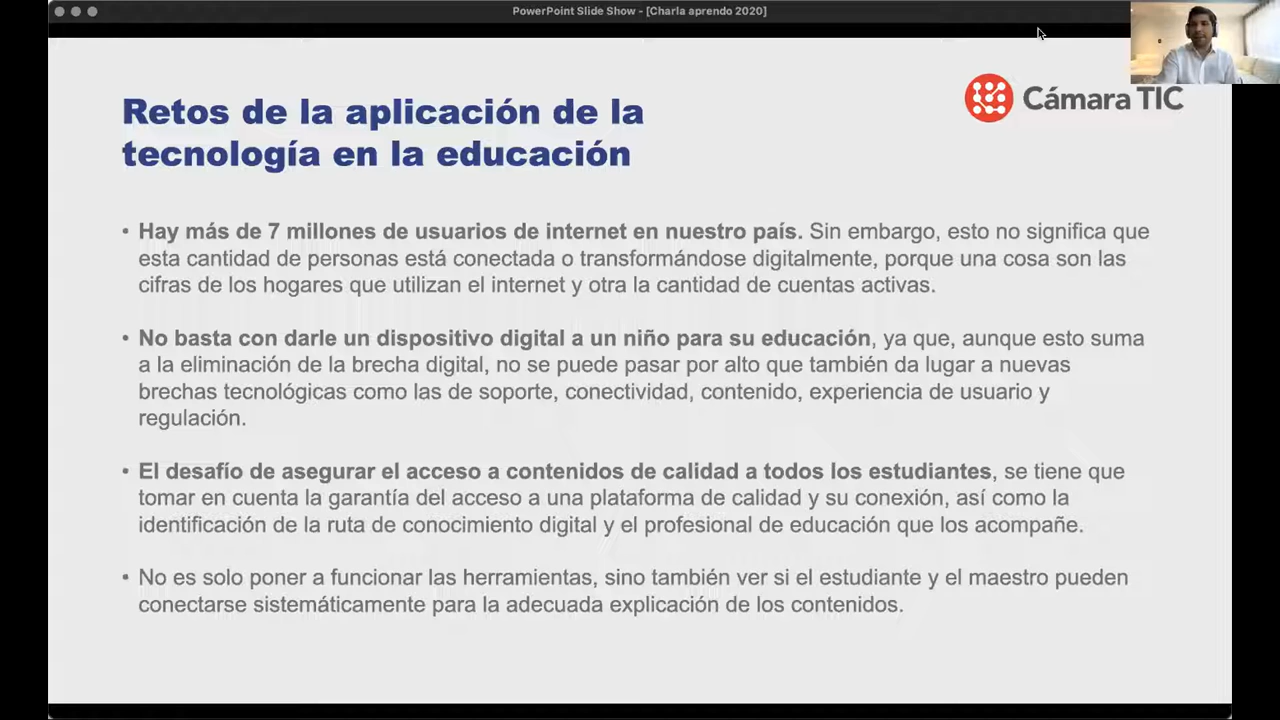 PowerPoint Slide Show - [Charla aprendo 2020]
Cámara TIC
Retos de la aplicación de la
tecnología en la educación
• Hay más de 7 millones de usuarios de internet en nuestro país. Sin embargo, esto no significa que
esta cantidad de personas está conectada o transformándose digitalmente, porque una cosa son las
cifras de los hogares que utilizan el internet y otra la cantidad de cuentas activas.
• No basta con darle un dispositivo digital a un niño para su educación, ya que, aunque esto suma
a la eliminación de la brecha digital, no se puede pasar por alto que también da lugar a nuevas
brechas tecnológicas como las de soporte, conectividad, contenido, experiencia de usuario y
regulación.
• El desafío de asegurar el acceso a contenidos de calidad a todos los estudiantes, se tiene que
tomar en cuenta la garantía del acceso a una plataforma de calidad y su conexión, así como la
identificación de la ruta de conocimiento digital y el profesional de educación que los acompañe.
• No es solo poner a funcionar las herramientas, sino también ver si el estudiante y el maestro pueden
conectarse sistemáticamente para la adecuada explicación de los contenidos.